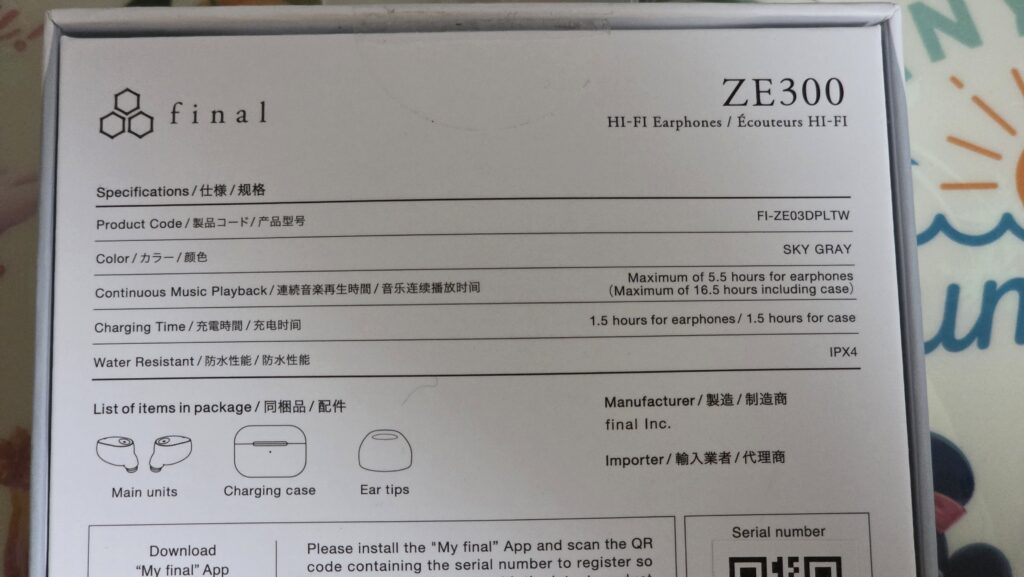 final
ZE300
HI-FI Earphones / Écouteurs HI-FI
Specifications / 仕様 / 规格
Product Code / 製品コード / 产品型号 FI-ZE03DPLTW
Color / カラー / 颜色 SKY GRAY
Continuous Music Playback / 連続音楽再生時間 / 音乐连续播放时间 Maximum of 5.5 hours for earphones
(Maximum of 16.5 hours including case)
Charging Time / 充電時間 / 充电时间 1.5 hours for earphones / 1.5 hours for case
Water Resistant / 防水性能 / 防水性能 IPX4
List of items in package / 同梱品 / 配件
Main units
Charging case
Ear tips
Manufacturer / 製造 / 制造商
final Inc.
Importer / 輸入業者 / 代理商
Download
"My final" App
Please install the "My final" App and scan the QR
code containing the serial number to register so
Serial number
un